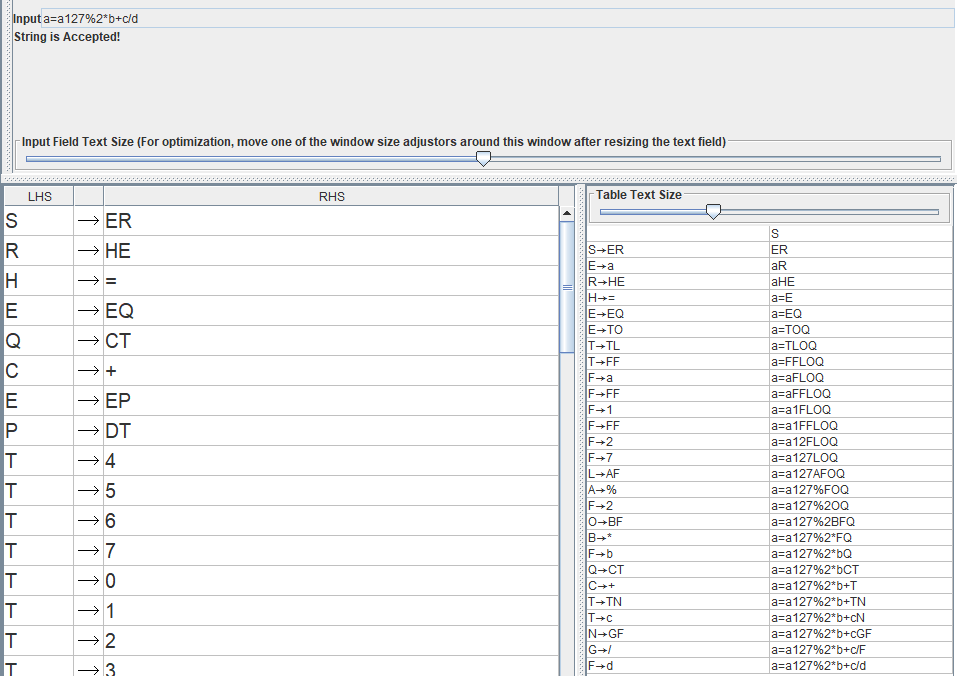 Input a=a127%2*b+c/d
String is Accepted!
Input Field Text Size (For optimization, move one of the window size adjustors around this window after resizing the text field)
LHS RHS
S → ER
R → HE
H → =
E → EQ
Q → CT
C → +
E → EP
P → DT
T → 4
T → 5
T → 6
T → 7
T → 0
T → 1
T → 2
T → 3
Table Text Size
S
S→ER ER
E→a aR
R→HE aHE
H→= a=E
E→EQ a=EQ
E→TO a=TOQ
T→TL a=TLOQ
T→FF a=FFLOQ
F→a a=aFLOQ
F→FF a=aFFLOQ
F→1 a=a1FLOQ
F→FF a=a1FFLOQ
F→2 a=a12FLOQ
F→7 a=a127LOQ
L→AF a=a127AFOQ
A→% a=a127%FOQ
F→2 a=a127%2OQ
O→BF a=a127%2BFQ
B→* a=a127%2*FQ
F→b a=a127%2*bQ
Q→CT a=a127%2*bCT
C→+ a=a127%2*b+T
T→TN a=a127%2*b+TN
T→c a=a127%2*b+cN
N→GF a=a127%2*b+cGF
G→/ a=a127%2*b+c/F
F→d a=a127%2*b+c/d